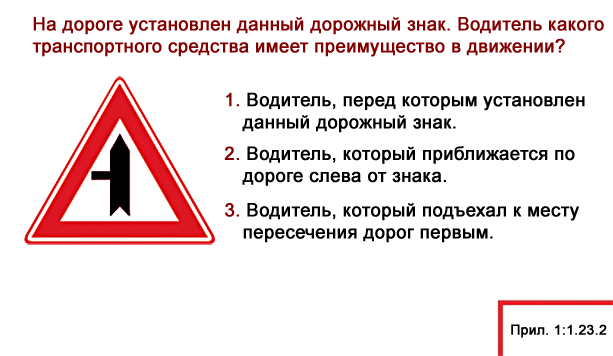 На дороге установлен данный дорожный знак. Водитель какого
транспортного средства имеет преимущество в движении?
1. Водитель, перед которым установлен
данный дорожный знак.
2. Водитель, который приближается по
дороге слева от знака.
3. Водитель, который подъехал к месту
пересечения дорог первым.
Прил. 1:1.23.2